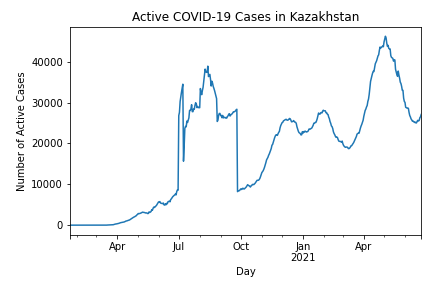 Active COVID-19 Cases in Kazakhstan
Number of Active Cases
40000
30000
20000
10000
0
Apr Jul Oct Jan Apr
2021
Day